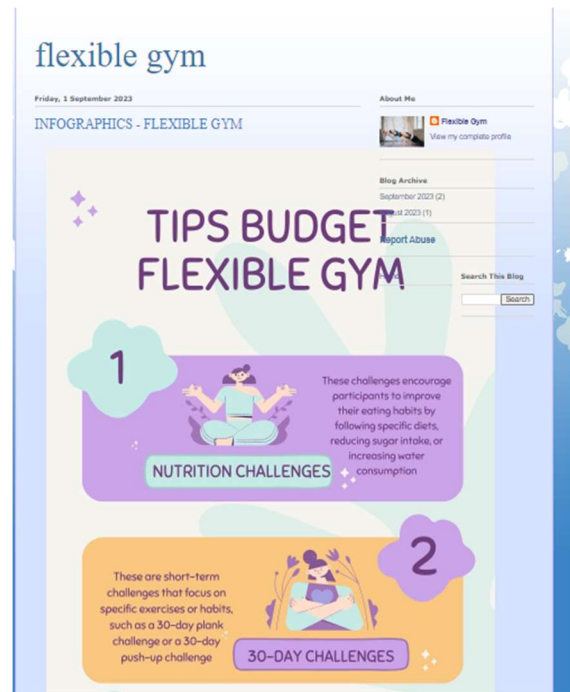 flexible gym
Friday, 1 September 2023
INFOGRAPHICS - FLEXIBLE GYM
TIPS BUDGET
FLEXIBLE GYM
1
These challenges encourage
participants to improve
their eating habits by
following specific diets,
reducing sugar intake, or
increasing water
consumption
NUTRITION CHALLENGES
2
These are short-term
challenges that focus on
specific exercises or habits,
such as a 30-day plank
challenge or a 30-day
push-up challenge
30-DAY CHALLENGES
About Me
Flexible Gym
View my complete profile
Blog Archive
September 2023 (2)
2023 (1)
Report Abuse
Search This Blog
Search